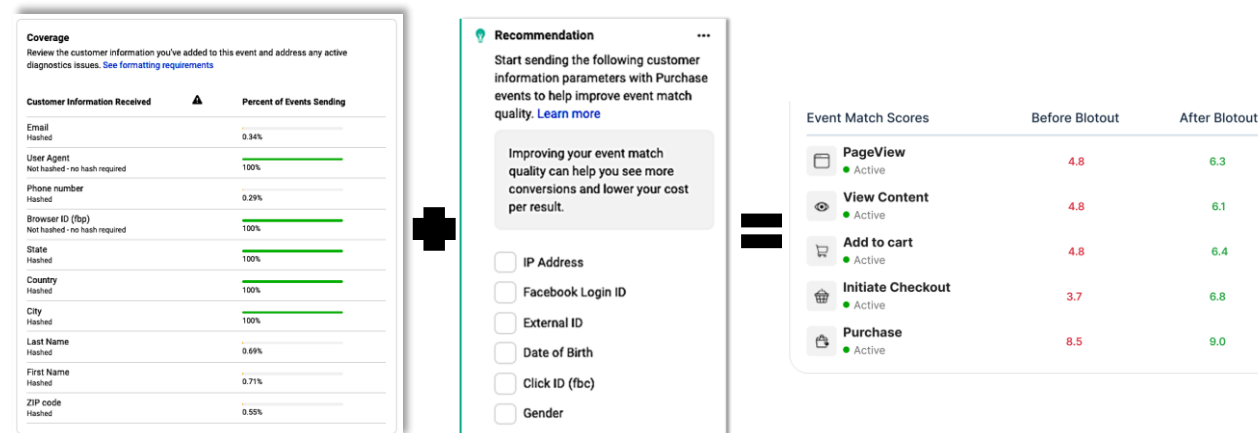 Coverage
Review the customer information you've added to this event and address any active
diagnostics issues. See formatting requirements
Customer Information Received Percent of Events Sending
Email
Hashed 0.34%
User Agent
Not hashed - no hash required 100%
Phone number
Hashed 0.29%
Browser ID (fbp)
Not hashed - no hash required 100%
State
Hashed 100%
Country
Hashed 100%
City
Hashed 100%
Last Name
Hashed 0.69%
First Name
Hashed 0.71%
ZIP code
Hashed 0.55%
Recommendation
Start sending the following customer
information parameters with Purchase
events to help improve event match
quality. Learn more
Improving your event match
quality can help you see more
conversions and lower your cost
per result.
IP Address
Facebook Login ID
External ID
Date of Birth
Click ID (fbc)
Gender
Event Match Scores Before Blotout After Blotout
PageView
Active 4.8 6.3
View Content
Active 4.8 6.1
Add to cart
Active 4.8 6.4
Initiate Checkout
Active 3.7 6.8
Purchase
Active 8.5 9.0